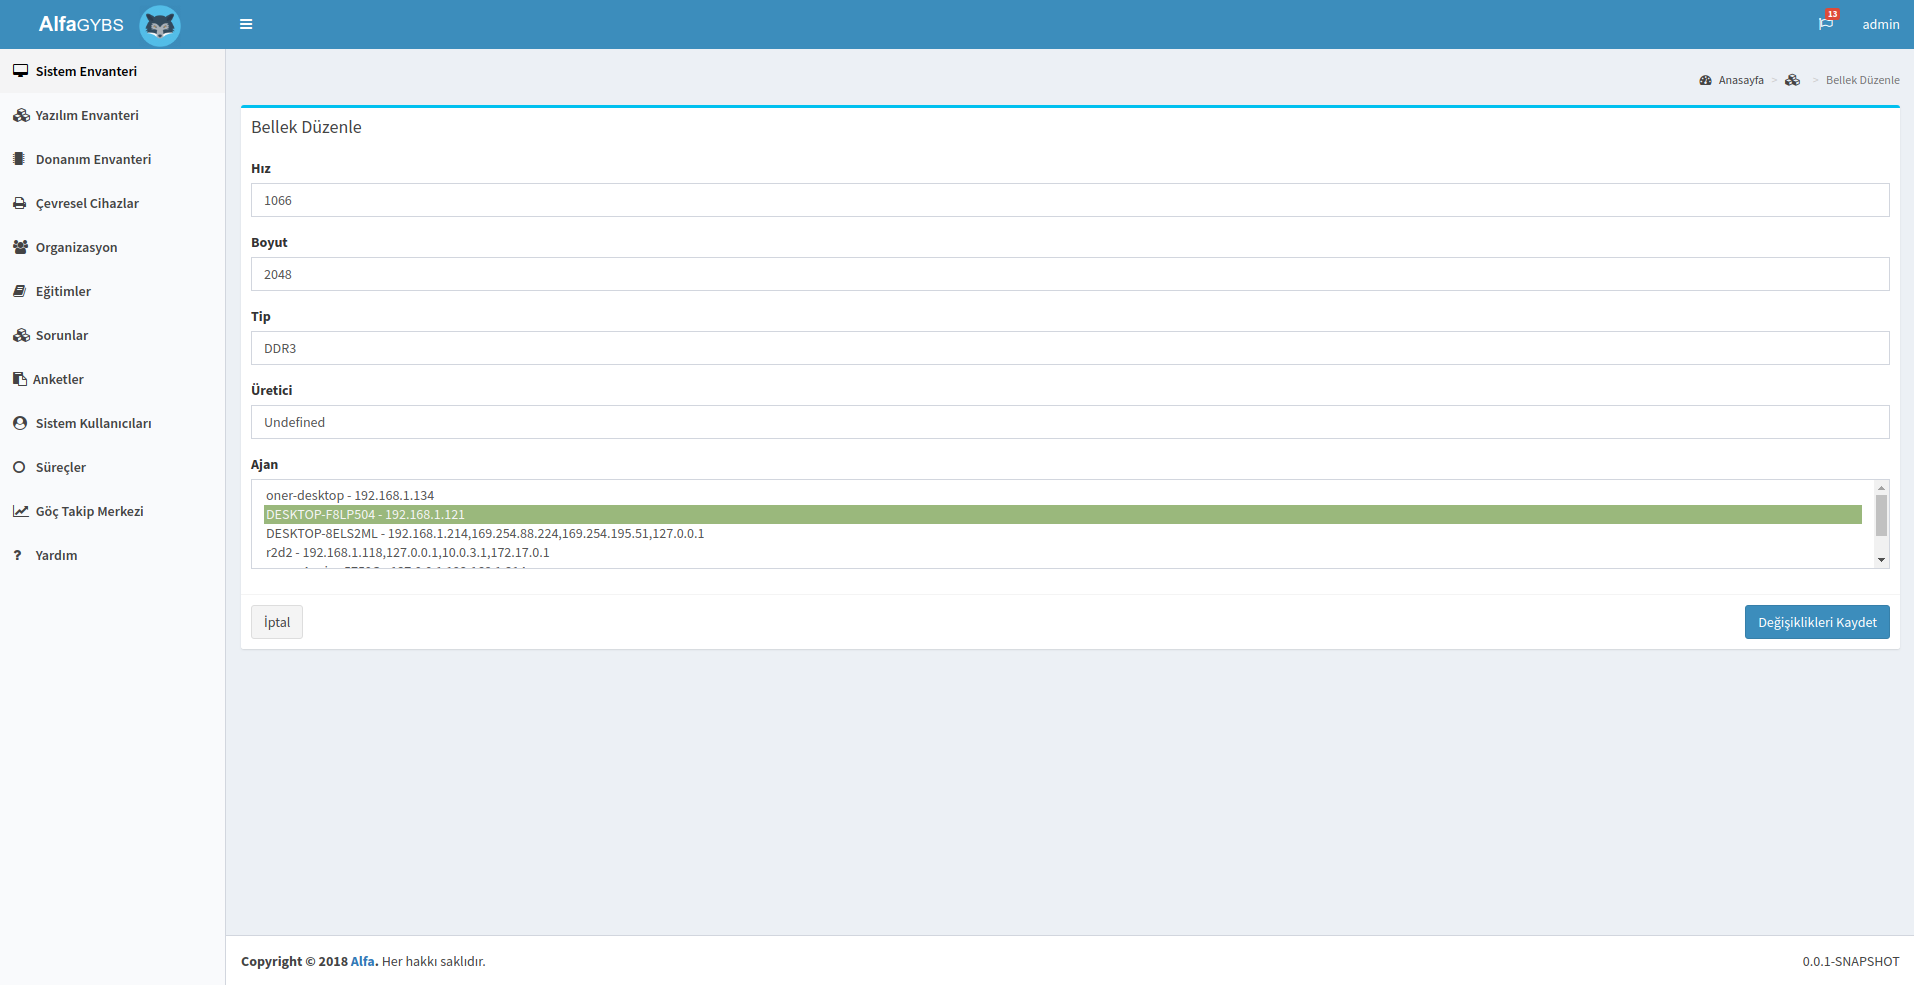 AlfaGYBS
13
admin
Sistem Envanteri
Yazılım Envanteri
Donanım Envanteri
Çevresel Cihazlar
Organizasyon
Eğitimler
Sorunlar
Anketler
Sistem Kullanıcıları
Süreçler
Göç Takip Merkezi
? Yardım
Anasayfa > > Bellek Düzenle
Bellek Düzenle
Hız
1066
Boyut
2048
Tip
DDR3
Üretici
Undefined
Ajan
oner-desktop - 192.168.1.134
DESKTOP-F8LP504 - 192.168.1.121
DESKTOP-8ELS2ML - 192.168.1.214,169.254.88.224,169.254.195.51,127.0.0.1
r2d2 - 192.168.1.118,127.0.0.1,10.0.3.1,172.17.0.1
İptal
Değişiklikleri Kaydet
Copyright © 2018 Alfa. Her hakkı saklıdır.
0.0.1-SNAPSHOT